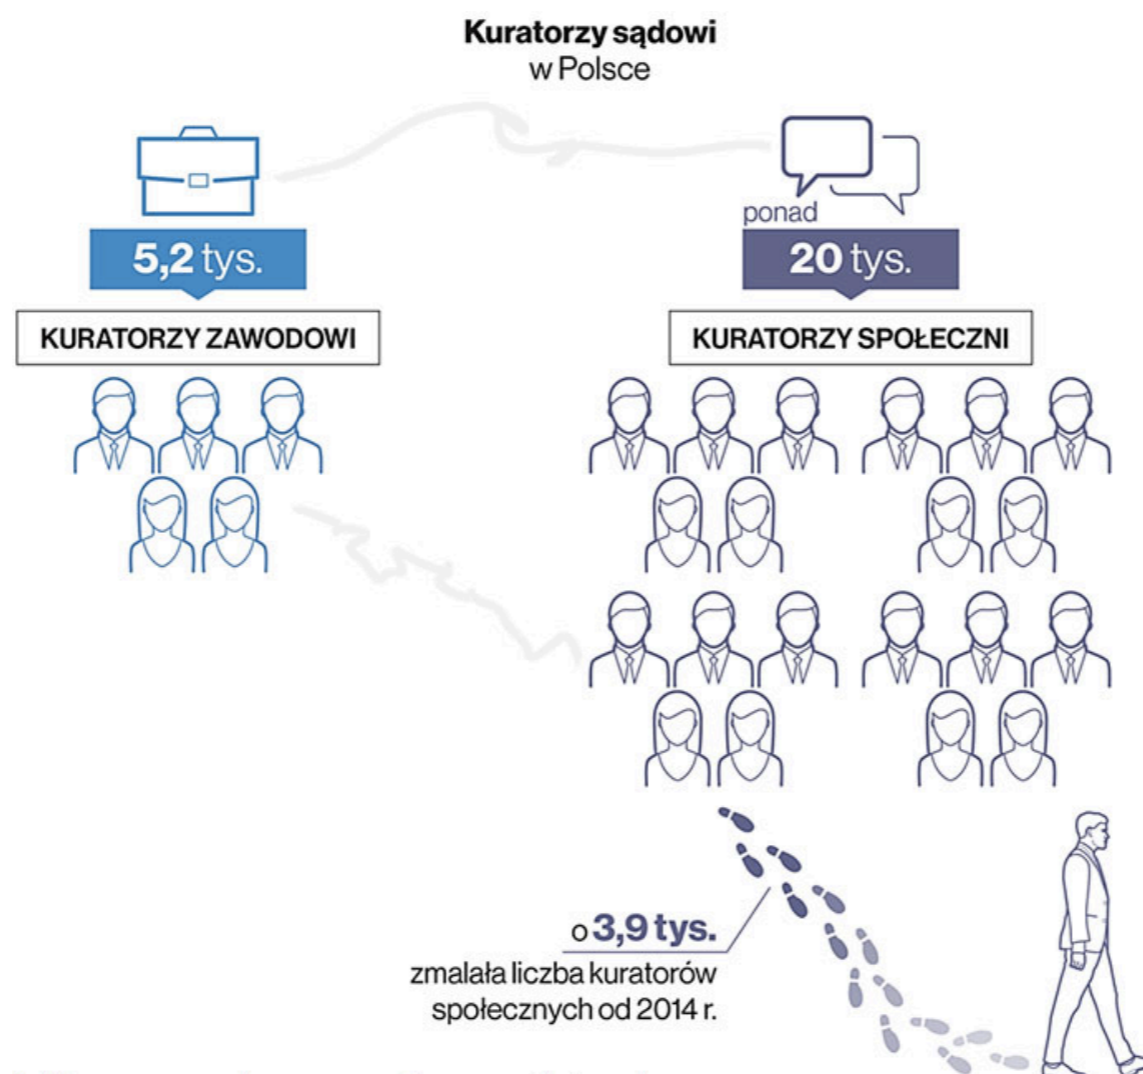 Kuratorzy sądowi
w Polsce
5,2 tys.
KURATORZY ZAWODOWI
ponad
20 tys.
KURATORZY SPOŁECZNI
o 3,9 tys.
zmalała liczba kuratorów
społecznych od 2014 r.